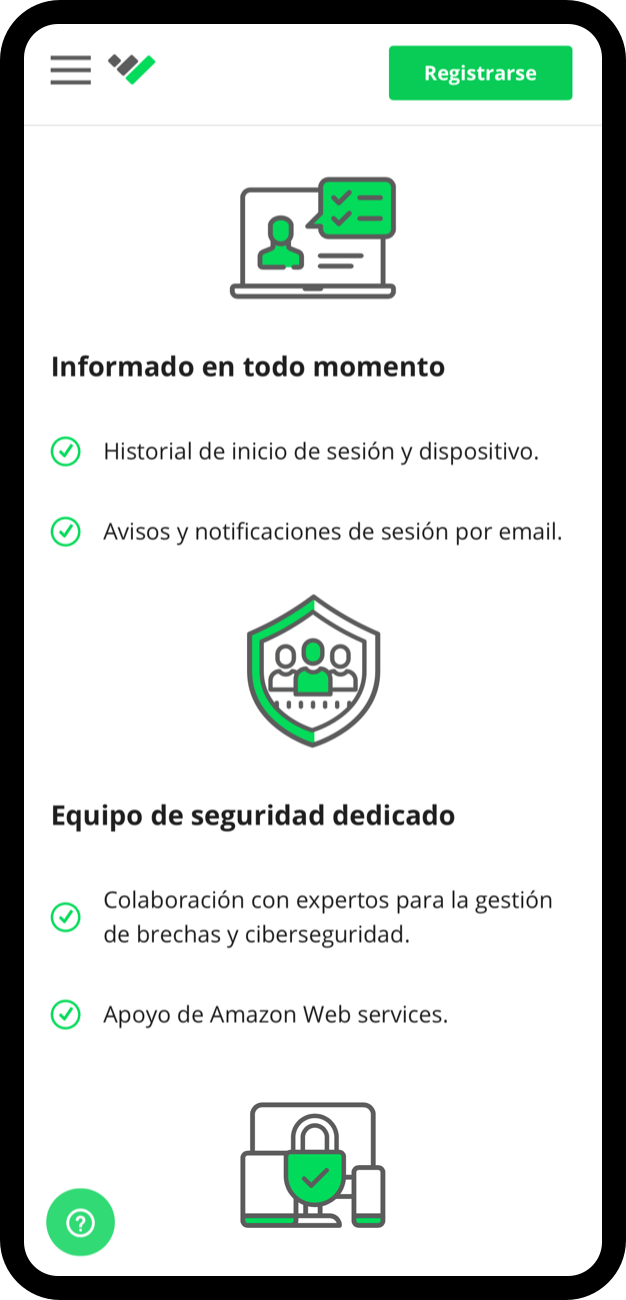 Registrarse
Informado en todo momento
Historial de inicio de sesión y dispositivo.
Avisos y notificaciones de sesión por email.
Equipo de seguridad dedicado
Colaboración con expertos para la gestión
de brechas y ciberseguridad.
Apoyo de Amazon Web services.
?